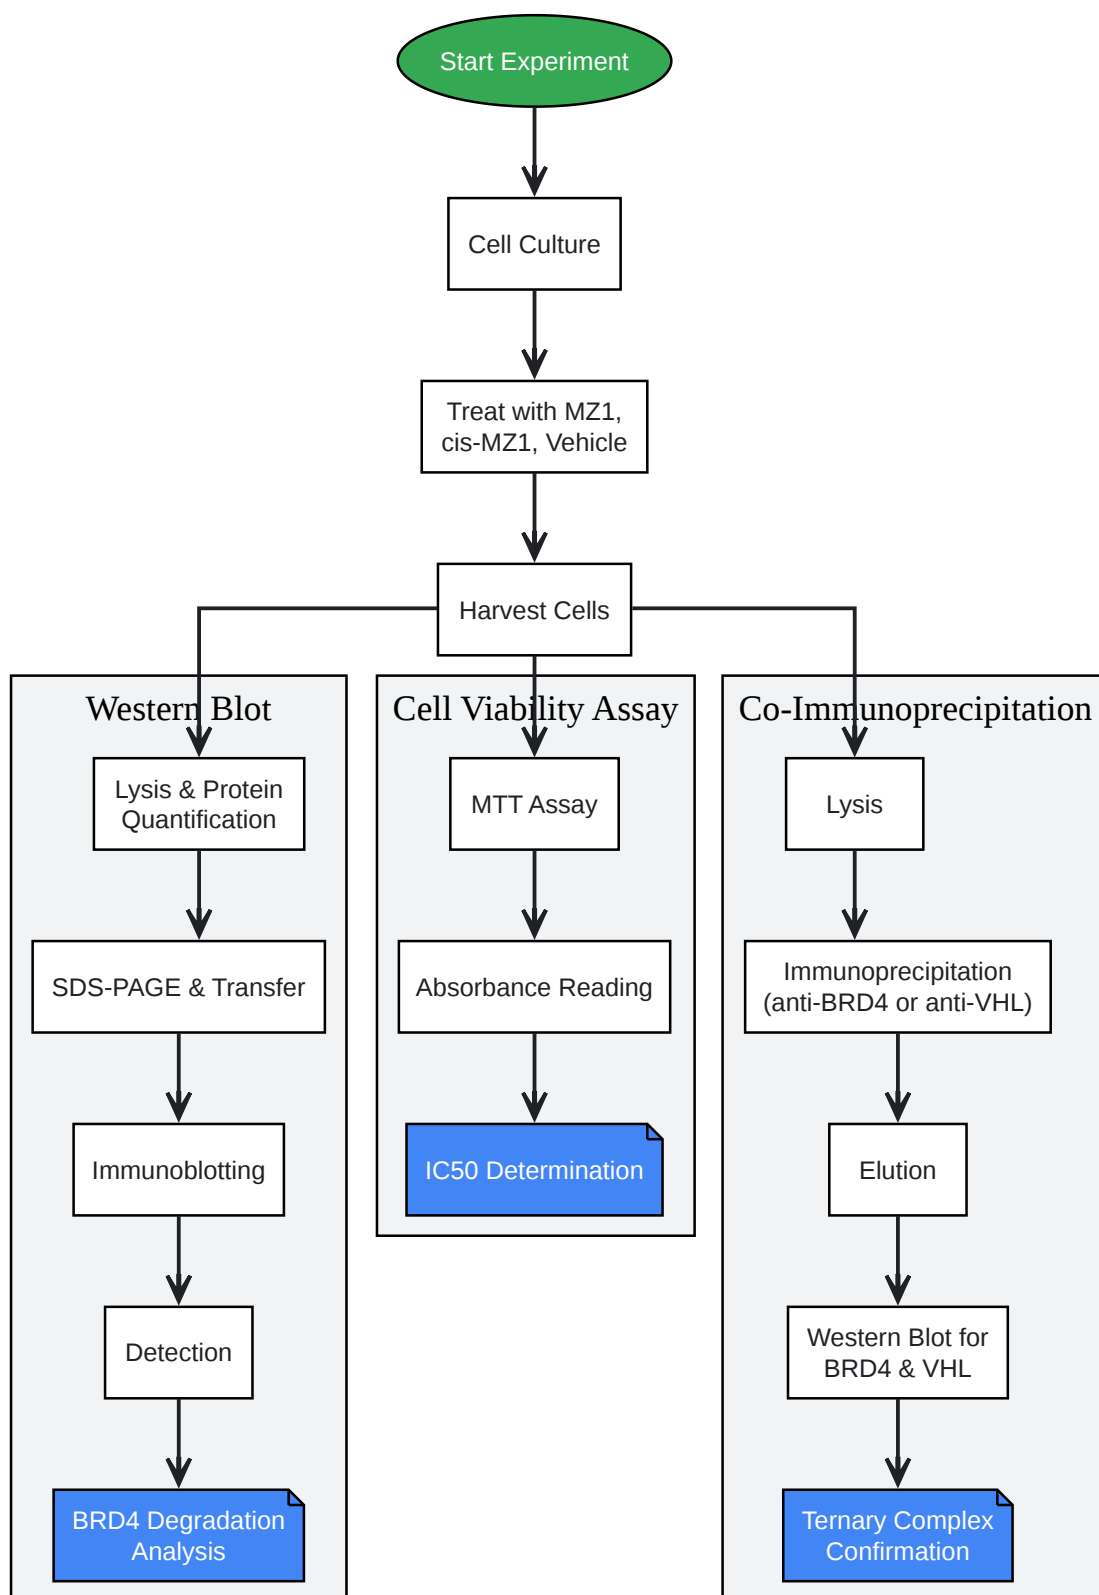 Start Experiment
Cell Culture
Treat with MZ1,
cis-MZ1, Vehicle
Harvest Cells
Western Blot
Lysis & Protein
Quantification
SDS-PAGE & Transfer
Immunoblotting
Detection
BRD4 Degradation
Analysis
Cell Viability Assay
MTT Assay
Absorbance Reading
IC50 Determination
Co-Immunoprecipitation
Lysis
Immunoprecipitation
(anti-BRD4 or anti-VHL)
Elution
Western Blot for
BRD4 & VHL
Ternary Complex
Confirmation